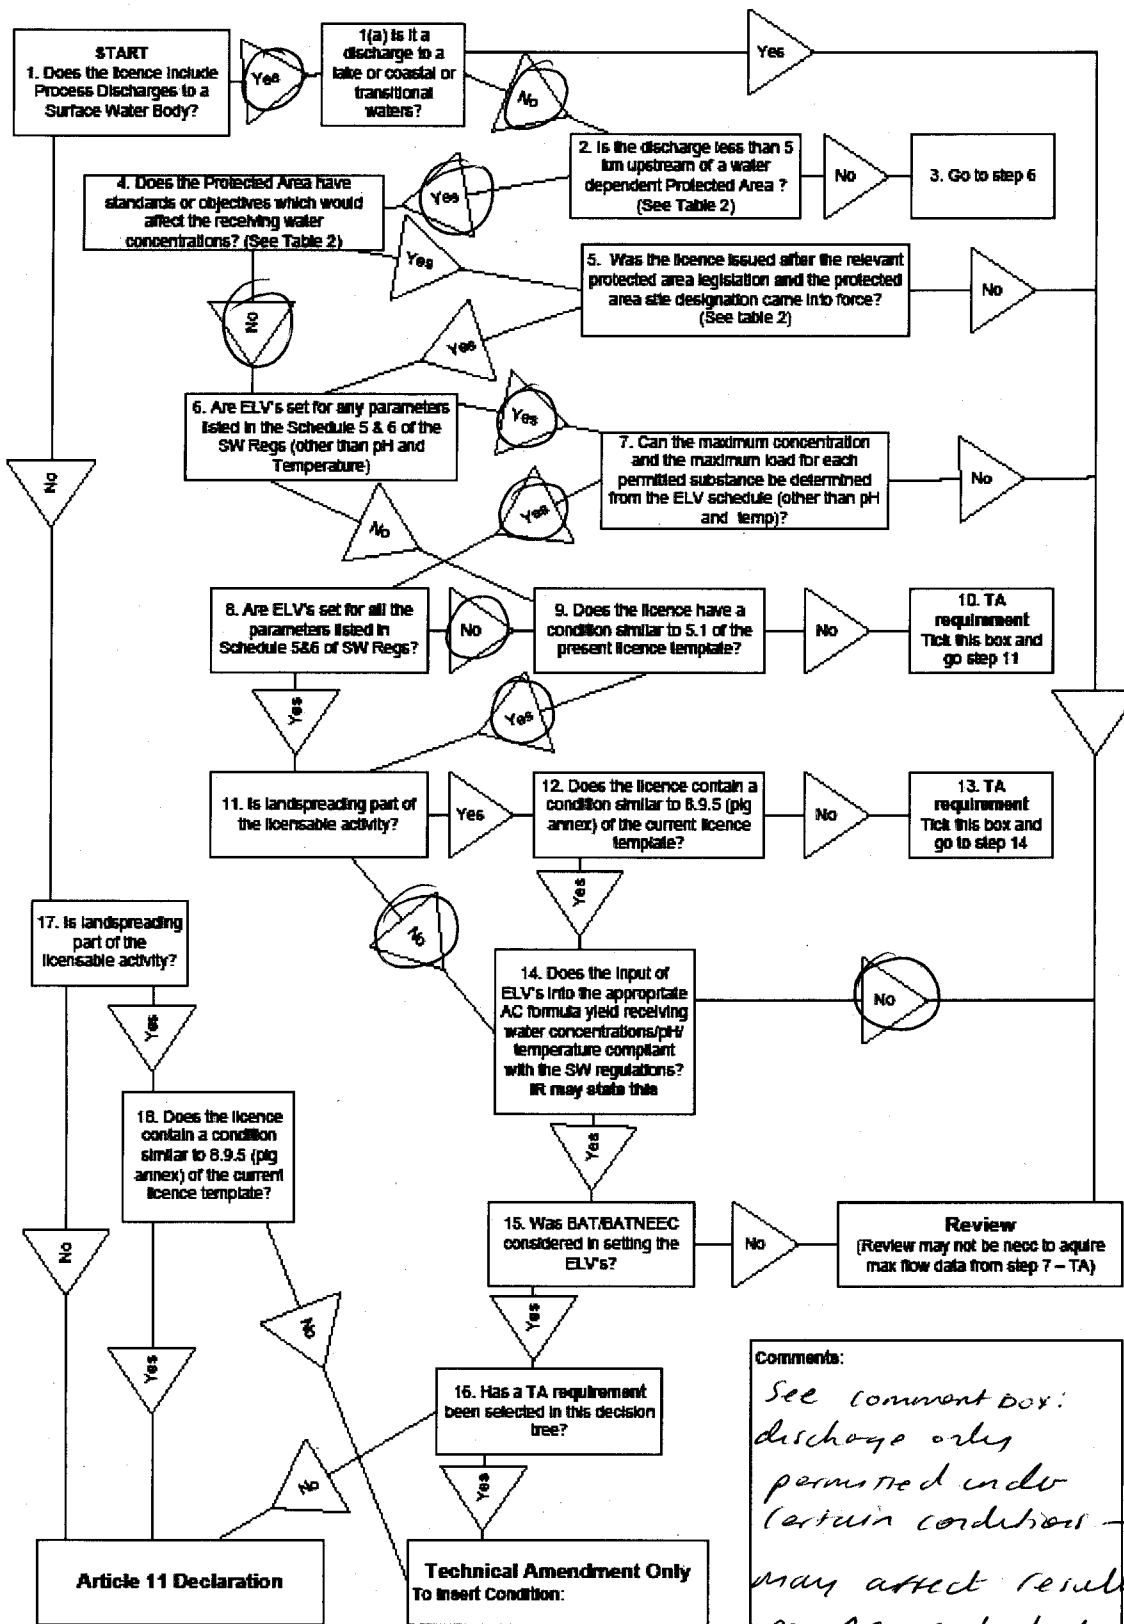 START
1. Does the licence include
Process Discharges to a
Surface Water Body?
Yes
1(a) Is it a
discharge to a
lake or coastal or
transitional
waters?
Yes
No
2. Is the discharge less than 5
km upstream of a water
dependent Protected Area ?
(See Table 2)
No
3. Go to step 6
Yes
4. Does the Protected Area have
standards or objectives which would
affect the receiving water
concentrations? (See Table 2)
Yes
5. Was the licence issued after the relevant
protected area legislation and the protected
area site designation came into force?
(See table 2)
No
No
Yes
6. Are ELV's set for any parameters
listed in the Schedule 5 & 6 of the
SW Regs (other than pH and
Temperature)
Yes
7. Can the maximum concentration
and the maximum load for each
permitted substance be determined
from the ELV schedule (other than pH
and temp)?
No
No
No
Yes
8. Are ELV's set for all the
parameters listed in
Schedule 5&6 of SW Regs?
No
9. Does the licence have a
condition similar to 5.1 of the
present licence template?
No
10. TA
requirement
Tick this box and
go step 11
Yes
Yes
11. Is landspreading part of
the licensable activity?
Yes
12. Does the licence contain a
condition similar to 8.9.5 (pig
annex) of the current licence
template?
No
13. TA
requirement
Tick this box and
go to step 14
Yes
No
17. Is landspreading
part of the
licensable activity?
14. Does the input of
ELV's into the appropritate
AC formula yield receiving
water concentrations/pH/
temperature compliant
with the SW regulations?
IR may state this
No
Yes
18. Does the licence
contain a condition
similar to 8.9.5 (pig
annex) of the current
licence template?
Yes
15. Was BAT/BATNEEC
considered in setting the
ELV's?
No
Review
(Review may not be necc to aquire
max flow data from step 7 – TA)
No
No
Yes
Yes
16. Has a TA requirement
been selected in this decision
tree?
No
Yes
Article 11 Declaration
Technical Amendment Only
To Insert Condition:
Comments:
See comment box:
discharge only
permitted under
certain conditions –
may affect result